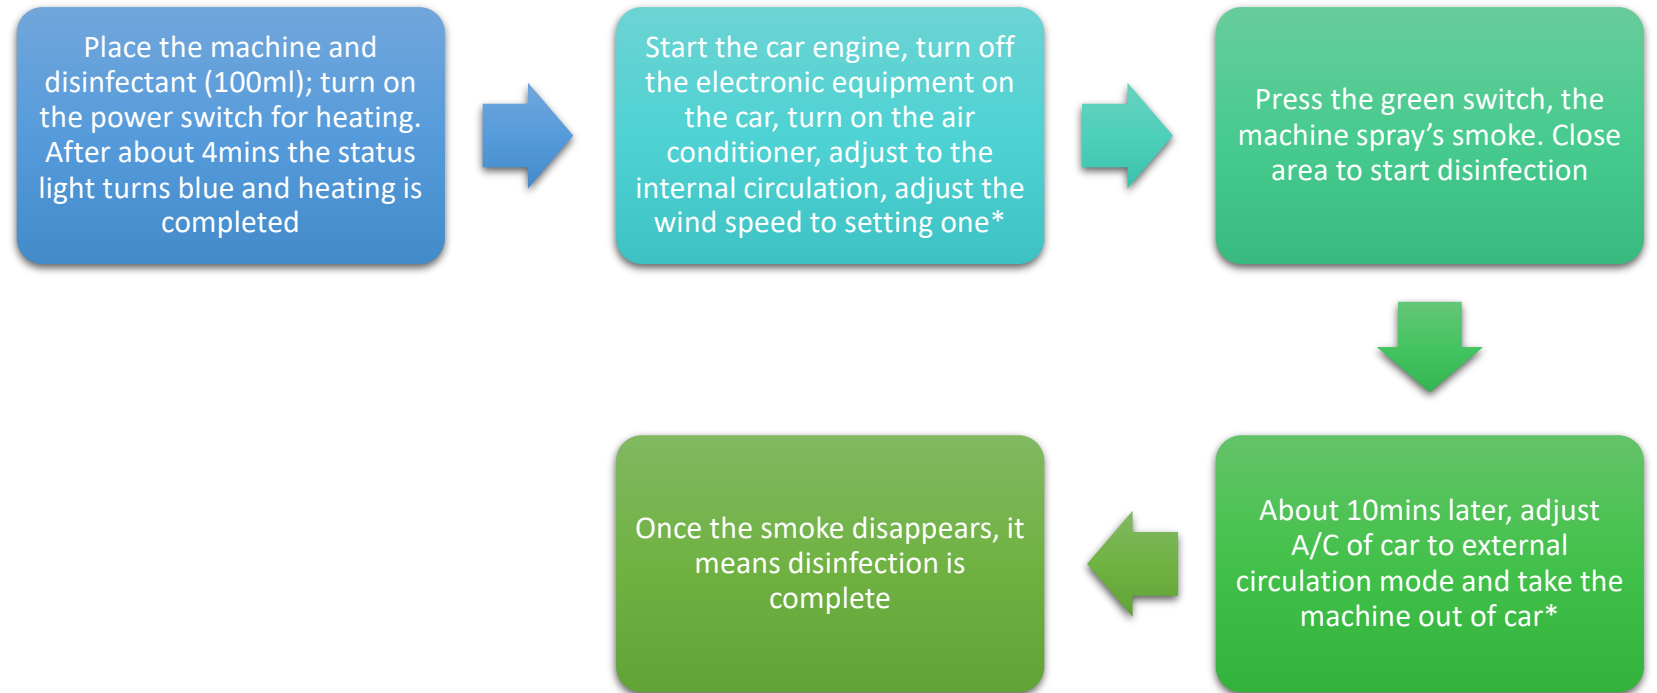 Place the machine and
disinfectant (100ml); turn on
the power switch for heating.
After about 4mins the status
light turns blue and heating is
completed
Start the car engine, turn off
the electronic equipment on
the car, turn on the air
conditioner, adjust to the
internal circulation, adjust the
wind speed to setting one*
Press the green switch, the
machine spray’s smoke. Close
area to start disinfection
About 10mins later, adjust
A/C of car to external
circulation mode and take the
machine out of car*
Once the smoke disappears, it
means disinfection is
complete